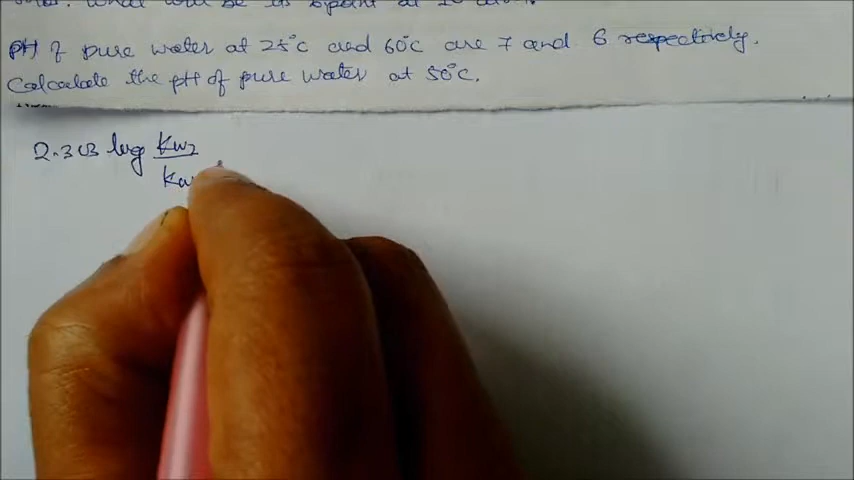 pH of pure water at 25°C and 60°C are 7 and 6 respectively.
Calculate the pH of pure water at 50°C.
2.303 log Kw2
Kw